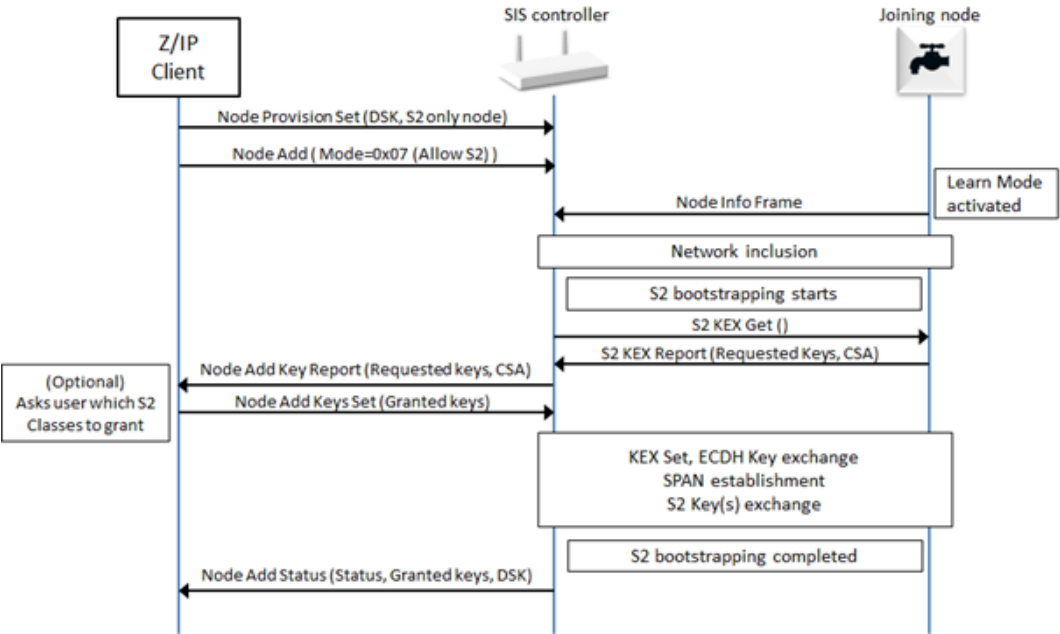 SIS controller
Joining node
Z/IP
Client
Node Provision Set (DSK, S2 only node)
Node Add ( Mode=0x07 (Allow S2) )
Learn Mode
activated
Node Info Frame
Network inclusion
S2 bootstrapping starts
S2 KEX Get ()
S2 KEX Report (Requested Keys, CSA)
Node Add Key Report (Requested keys, CSA)
(Optional)
Asks user which S2
Classes to grant
Node Add Keys Set (Granted keys)
KEX Set, ECDH Key exchange
SPAN establishment
S2 Key(s) exchange
S2 bootstrapping completed
Node Add Status (Status, Granted keys, DSK)